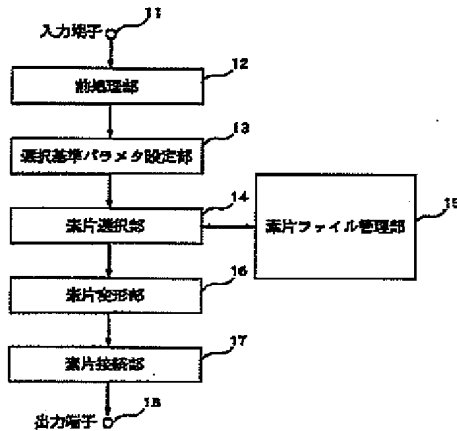 11
入力端子
12
前処理部
13
選択基準パラメタ設定部
14
素片選択部
15
素片ファイル管理部
16
素片変形部
17
素片接続部
18
出力端子